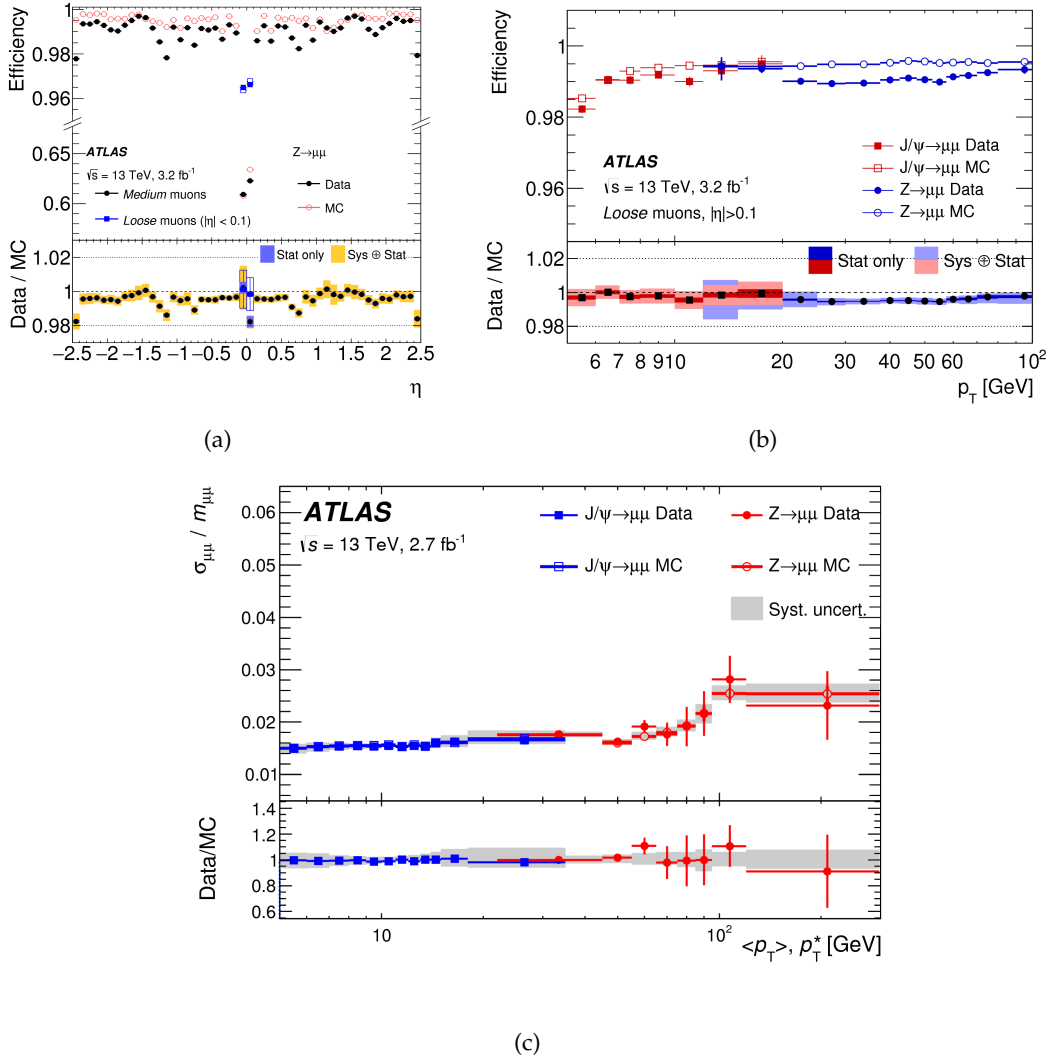 Efficiency
1
0.98
0.96
0.65
0.6
ATLAS
√s = 13 TeV, 3.2 fb⁻¹
Medium muons
Loose muons (|η| < 0.1)
Z→μμ
Data
MC
Data / MC
1.02
1
0.98
Stat only
Sys ⊕ Stat
−2.5 −2 −1.5 −1 −0.5 0 0.5 1 1.5 2 2.5
η
(a)
Efficiency
1
0.98
0.96
ATLAS
√s = 13 TeV, 3.2 fb⁻¹
Loose muons, |η|>0.1
J/ψ→μμ Data
J/ψ→μμ MC
Z→μμ Data
Z→μμ MC
Data / MC
1.02
1
0.98
Stat only
Sys ⊕ Stat
6 7 8 910 20 30 40 50 60 10²
p_T [GeV]
(b)
σ_μμ / m_μμ
0.06
0.05
0.04
0.03
0.02
0.01
ATLAS
√s = 13 TeV, 2.7 fb⁻¹
J/ψ→μμ Data
Z→μμ Data
J/ψ→μμ MC
Z→μμ MC
Syst. uncert.
Data/MC
1.4
1.2
1
0.8
0.6
10 10²
<p_T>, p_T* [GeV]
(c)